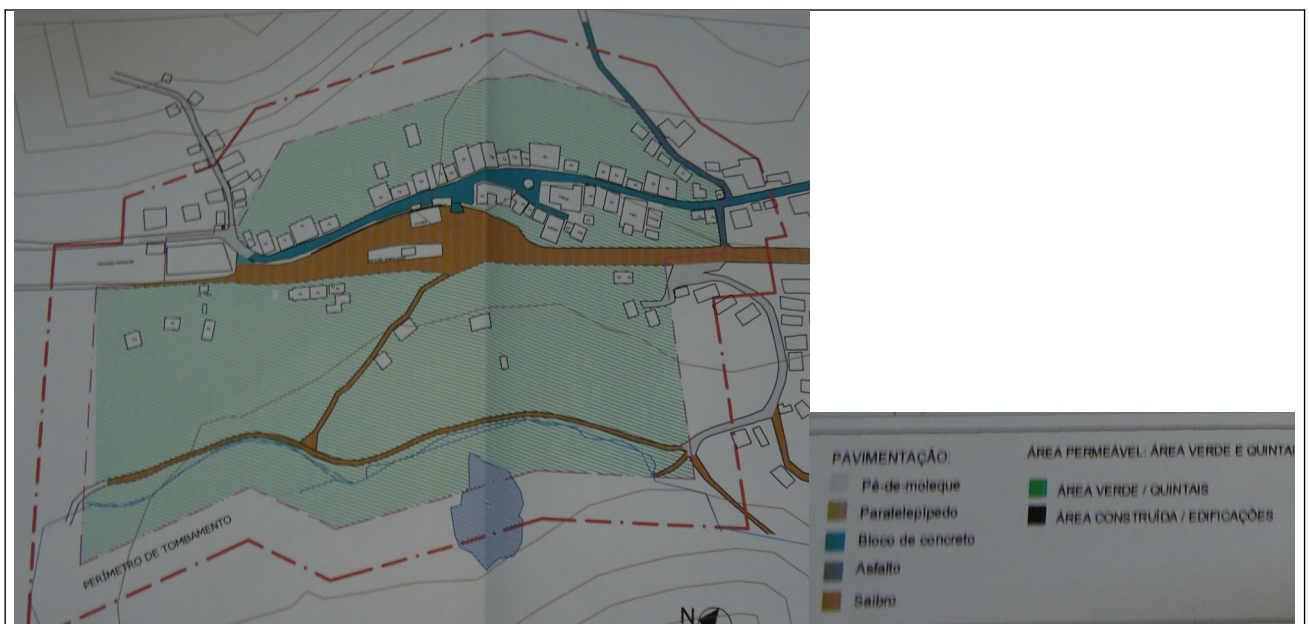 PERÍMETRO DE TOMBAMENTO
N
PAVIMENTAÇÃO:
Pé-de-moleque
Paralelepípedo
Bloco de concreto
Asfalto
Saibro
ÁREA PERMEÁVEL: ÁREA VERDE E QUINTAI
ÁREA VERDE / QUINTAIS
ÁREA CONSTRUÍDA / EDIFICAÇÕES